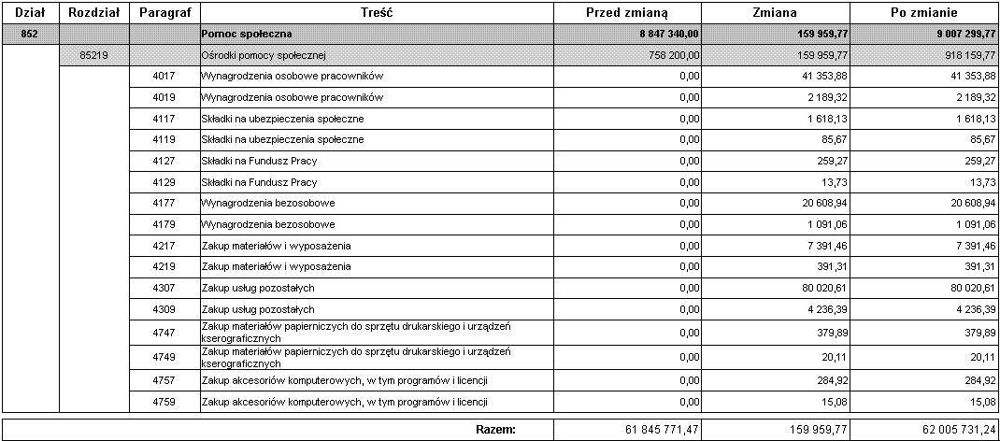 Dział Rozdział Paragraf Treść Przed zmianą Zmiana Po zmianie
852 Pomoc społeczna 8 847 340,00 159 959,77 9 007 299,77
85219 Ośrodki pomocy społecznej 758 200,00 159 959,77 918 159,77
4017 Wynagrodzenia osobowe pracowników 0,00 41 353,88 41 353,88
4019 Wynagrodzenia osobowe pracowników 0,00 2 189,32 2 189,32
4117 Składki na ubezpieczenia społeczne 0,00 1 618,13 1 618,13
4119 Składki na ubezpieczenia społeczne 0,00 85,67 85,67
4127 Składki na Fundusz Pracy 0,00 259,27 259,27
4129 Składki na Fundusz Pracy 0,00 13,73 13,73
4177 Wynagrodzenia bezosobowe 0,00 20 608,94 20 608,94
4179 Wynagrodzenia bezosobowe 0,00 1 091,06 1 091,06
4217 Zakup materiałów i wyposażenia 0,00 7 391,46 7 391,46
4219 Zakup materiałów i wyposażenia 0,00 391,31 391,31
4307 Zakup usług pozostałych 0,00 80 020,61 80 020,61
4309 Zakup usług pozostałych 0,00 4 236,39 4 236,39
4747 Zakup materiałów papierniczych do sprzętu drukarskiego i urządzeń
kserograficznych 0,00 379,89 379,89
4749 Zakup materiałów papierniczych do sprzętu drukarskiego i urządzeń
kserograficznych 0,00 20,11 20,11
4757 Zakup akcesoriów komputerowych, w tym programów i licencji 0,00 284,92 284,92
4759 Zakup akcesoriów komputerowych, w tym programów i licencji 0,00 15,08 15,08
Razem: 61 845 771,47 159 959,77 62 005 731,24